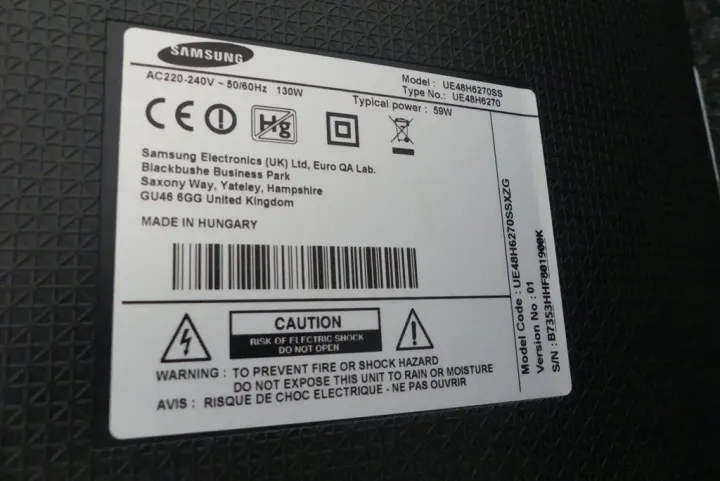 SAMSUNG
AC220-240V ~ 50/60Hz 130W
Model : UE48H6270SS
Type No.: UE48H6270
Typical power : 59W
CE
Hg
Samsung Electronics (UK) Ltd, Euro QA Lab.
Blackbushe Business Park
Saxony Way, Yateley, Hampshire
GU46 6GG United Kingdom
MADE IN HUNGARY
CAUTION
RISK OF ELECTRIC SHOCK
DO NOT OPEN
WARNING : TO PREVENT FIRE OR SHOCK HAZARD
DO NOT EXPOSE THIS UNIT TO RAIN OR MOISTURE
AVIS : RISQUE DE CHOC ELECTRIQUE - NE PAS OUVRIR
Model Code : UE48H6270SSXZG
Version No : 01
S/N : B7353HHF801900K